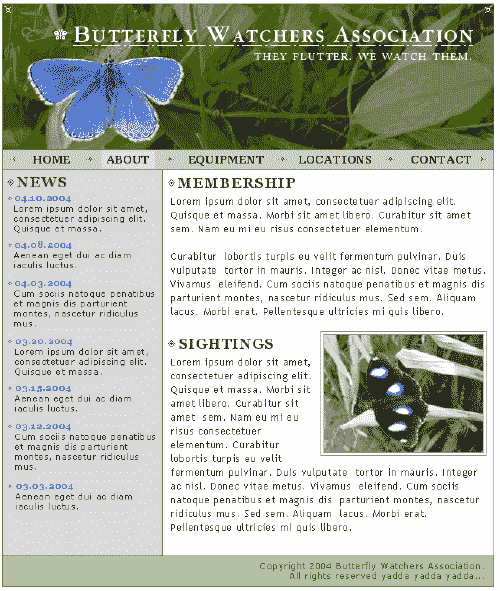 Butterfly Watchers Association
They flutter. We watch them.
HOME ABOUT EQUIPMENT LOCATIONS CONTACT
NEWS
04.10.2004
Lorem ipsum dolor sit amet,
consectetuer adipiscing elit.
Quisque et massa.
04.08.2004
Aenean eget dui ac diam
iaculis luctus.
04.03.2004
Cum sociis natoque penatibus
et magnis dis parturient
montes, nascetur ridiculus
mus.
03.20.2004
Lorem ipsum dolor sit amet,
consectetuer adipiscing elit.
Quisque et massa.
03.15.2004
Aenean eget dui ac diam
iaculis luctus.
03.12.2004
Cum sociis natoque penatibus
et magnis dis parturient
montes, nascetur ridiculus
mus.
03.03.2004
Aenean eget dui ac diam
iaculis luctus.
MEMBERSHIP
Lorem ipsum dolor sit amet, consectetuer adipiscing elit.
Quisque et massa. Morbi sit amet libero. Curabitur sit amet
sem. Nam eu mi eu risus consectetuer elementum.
Curabitur lobortis turpis eu velit fermentum pulvinar. Duis
vulputate tortor in mauris. Integer ac nisl. Donec vitae metus.
Vivamus eleifend. Cum sociis natoque penatibus et magnis dis
parturient montes, nascetur ridiculus mus. Sed sem. Aliquam
lacus. Morbi erat. Pellentesque ultricies mi quis libero.
SIGHTINGS
Lorem ipsum dolor sit amet,
consectetuer adipiscing elit.
Quisque et massa. Morbi sit
amet libero. Curabitur sit
amet sem. Nam eu mi eu
risus consectetuer
elementum. Curabitur
lobortis turpis eu velit
fermentum pulvinar. Duis vulputate tortor in mauris. Integer
ac nisl. Donec vitae metus. Vivamus eleifend. Cum sociis
natoque penatibus et magnis dis parturient montes, nascetur
ridiculus mus. Sed sem. Aliquam lacus. Morbi erat.
Pellentesque ultricies mi quis libero.
Copyright 2004 Butterfly Watchers Association.
All rights reserved yadda yadda yadda...